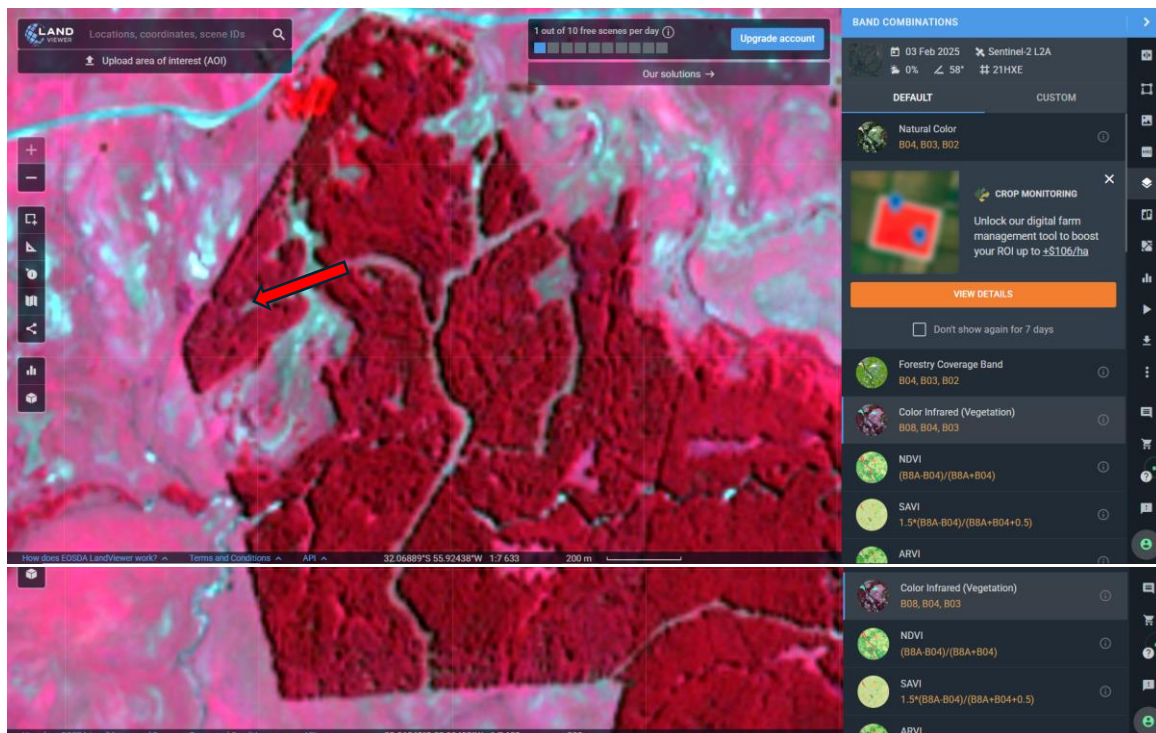 LAND
VIEWER
Locations, coordinates, scene IDs
Upload area of interest (AOI)
1 out of 10 free scenes per day
Upgrade account
Our solutions →
BAND COMBINATIONS
03 Feb 2025 Sentinel-2 L2A
0% 58° 21HXE
DEFAULT CUSTOM
Natural Color
B04, B03, B02
CROP MONITORING
Unlock our digital farm
management tool to boost
your ROI up to +$106/ha
VIEW DETAILS
Don't show again for 7 days
Forestry Coverage Band
B04, B03, B02
Color Infrared (Vegetation)
B08, B04, B03
NDVI
(B8A-B04)/(B8A+B04)
SAVI
1.5*(B8A-B04)/(B8A+B04+0.5)
ARVI
How does EOSDA LandViewer work? Terms and Conditions API 32.06889°S 55.92438°W 1:7 633 200 m
Color Infrared (Vegetation)
B08, B04, B03
NDVI
(B8A-B04)/(B8A+B04)
SAVI
1.5*(B8A-B04)/(B8A+B04+0.5)
ARVI